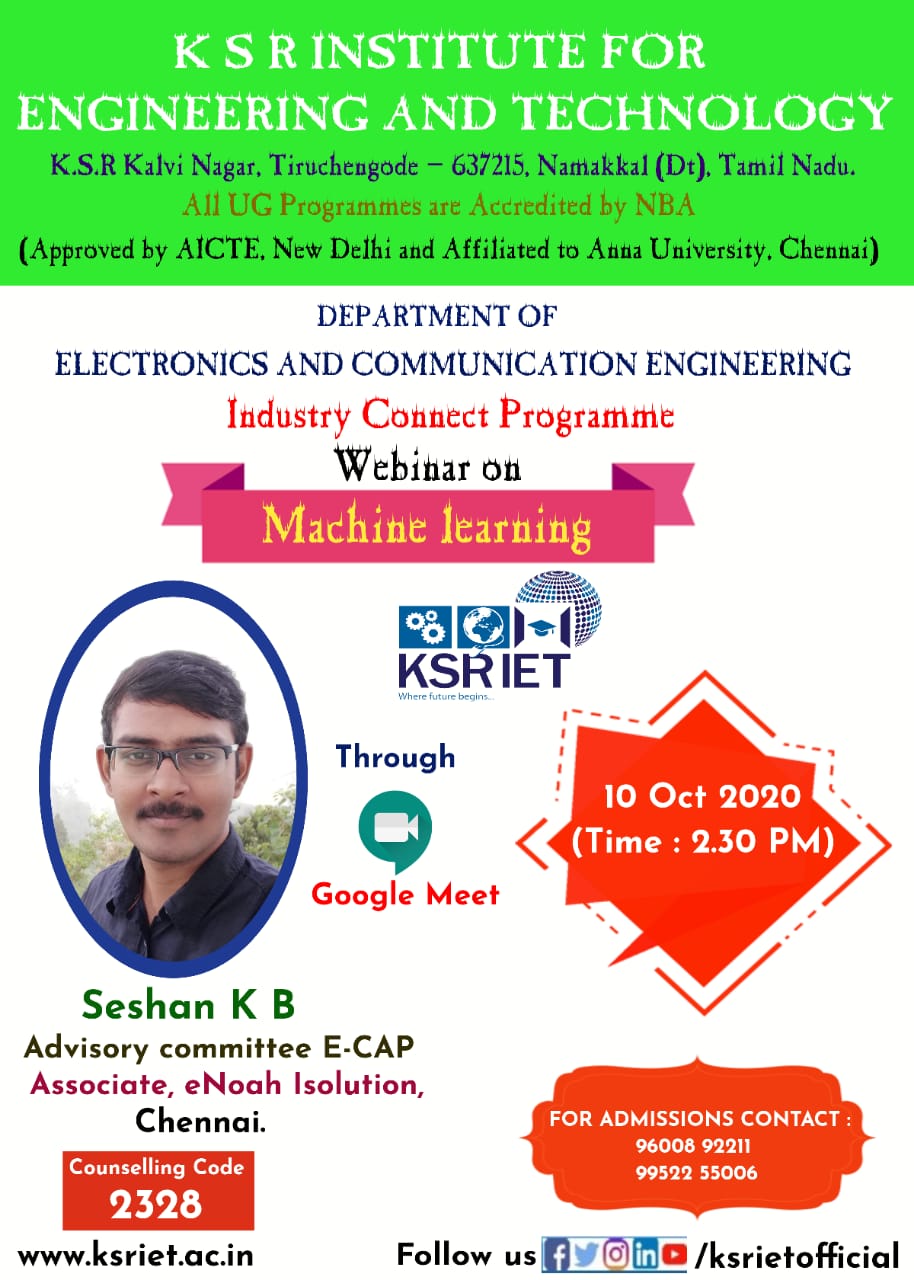 K S R INSTITUTE FOR
ENGINEERING AND TECHNOLOGY
K.S.R Kalvi Nagar, Tiruchengode – 637215, Namakkal (Dt), Tamil Nadu.
All UG Programmes are Accredited by NBA
(Approved by AICTE, New Delhi and Affiliated to Anna University, Chennai)
DEPARTMENT OF
ELECTRONICS AND COMMUNICATION ENGINEERING
Industry Connect Programme
Webinar on
Machine learning
KSRIET
Where future begins...
Through
Google Meet
10 Oct 2020
(Time : 2.30 PM)
Seshan K B
Advisory committee E-CAP
Associate, eNoah Isolution,
Chennai.
Counselling Code
2328
www.ksriet.ac.in
FOR ADMISSIONS CONTACT :
96008 92211
99522 55006
Follow us /ksrietofficial